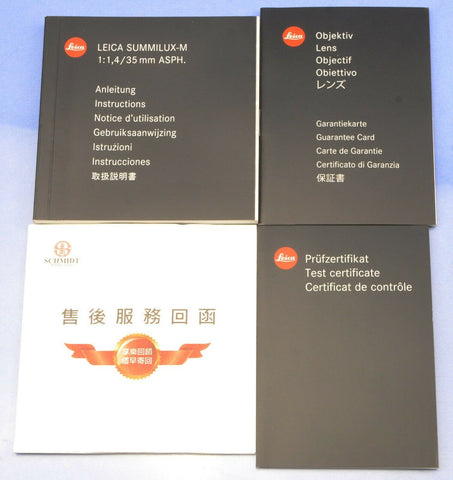 Leica
LEICA SUMMILUX-M
1:1,4/35 mm ASPH.
Anleitung
Instructions
Notice d'utilisation
Gebruiksaanwijzing
Istruzioni
Instrucciones
取扱説明書
Leica
Objektiv
Lens
Objectif
Obiettivo
レンズ
Garantiekarte
Guarantee Card
Carte de Garantie
Certificato di Garanzia
保証書
SCHMIDT
售後服務回函
Leica
Prüfzertifikat
Test certificate
Certificat de contrôle